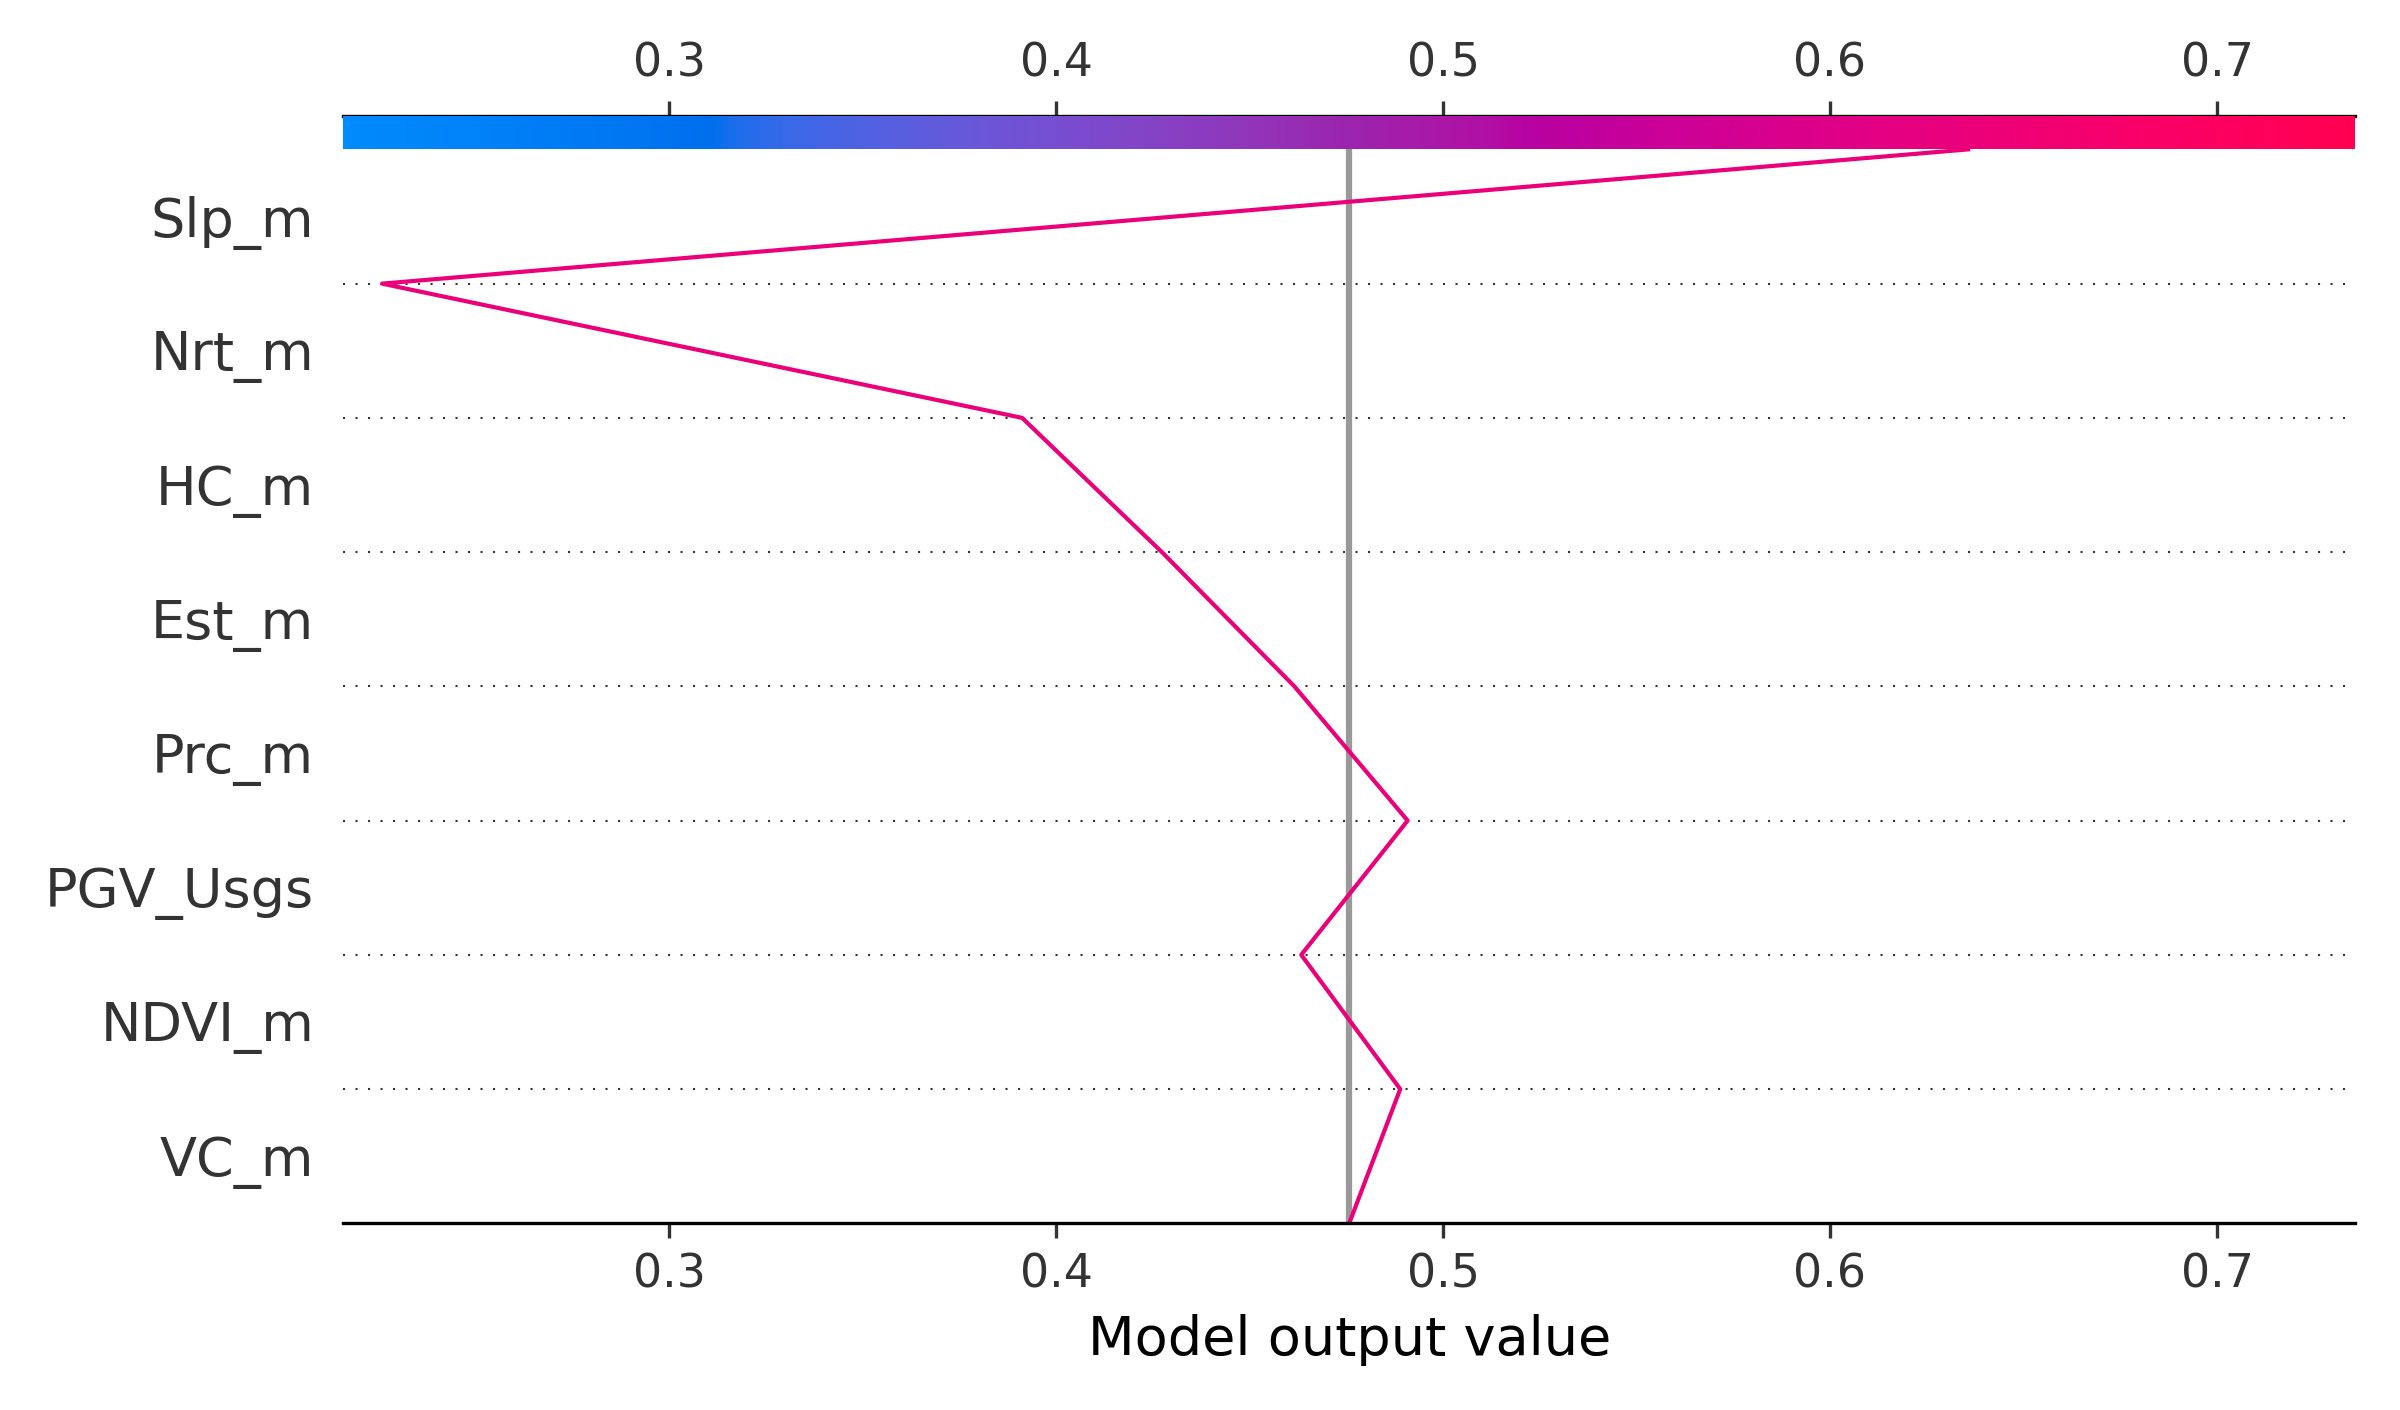 0.3 0.4 0.5 0.6 0.7
Slp_m
Nrt_m
HC_m
Est_m
Prc_m
PGV_Usgs
NDVI_m
VC_m
0.3 0.4 0.5 0.6 0.7
Model output value